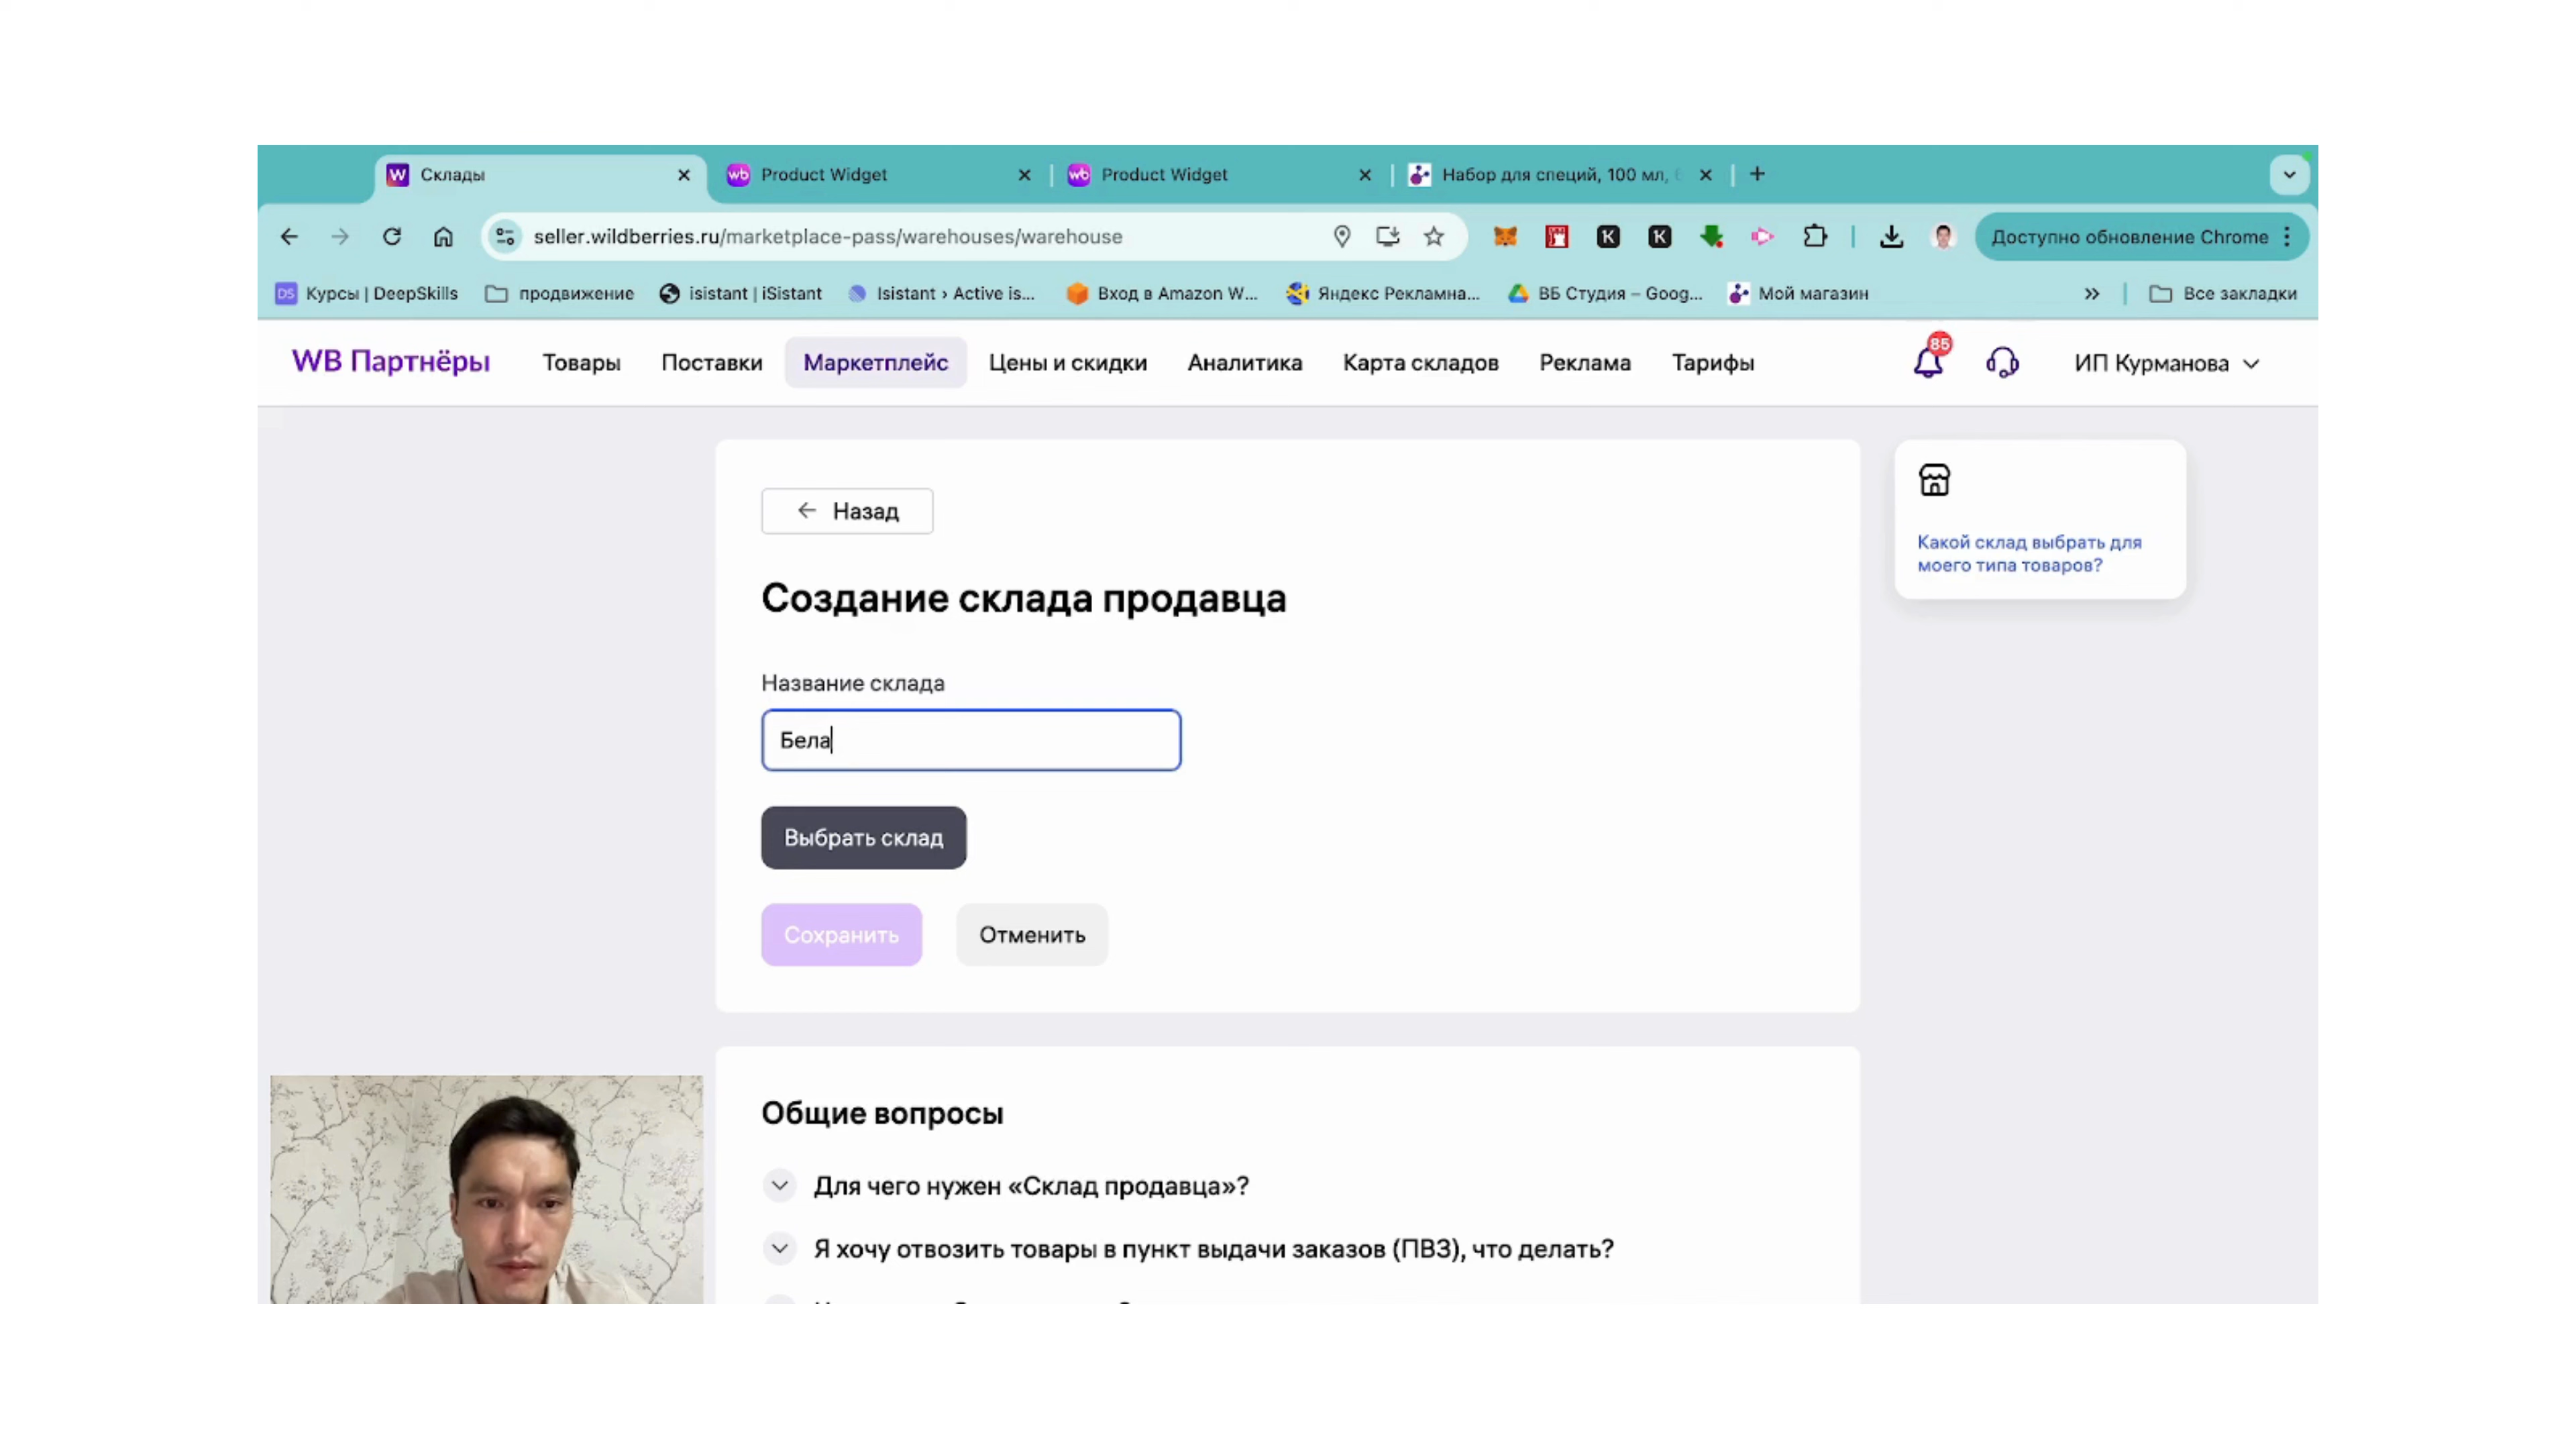 Склады
Product Widget
Product Widget
Набор для специй, 100 мл,
seller.wildberries.ru/marketplace-pass/warehouses/warehouse
Доступно обновление Chrome
DS Курсы | DeepSkills
продвижение
isistant | iSistant
Isistant › Active is...
Вход в Amazon W...
Яндекс Рекламна...
ВБ Студия – Goog...
Мой магазин
Все закладки
WB Партнёры
Товары
Поставки
Маркетплейс
Цены и скидки
Аналитика
Карта складов
Реклама
Тарифы
85
ИП Курманова
← Назад
Создание склада продавца
Название склада
Бела
Выбрать склад
Сохранить
Отменить
Какой склад выбрать для
моего типа товаров?
Общие вопросы
Для чего нужен «Склад продавца»?
Я хочу отвозить товары в пункт выдачи заказов (ПВЗ), что делать?